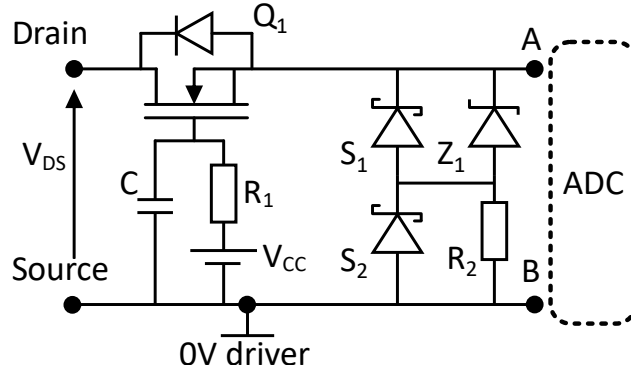 Drain
Q1
A
VDS
C
R1
S1
Z1
ADC
VCC
Source
S2
R2
B
0V driver